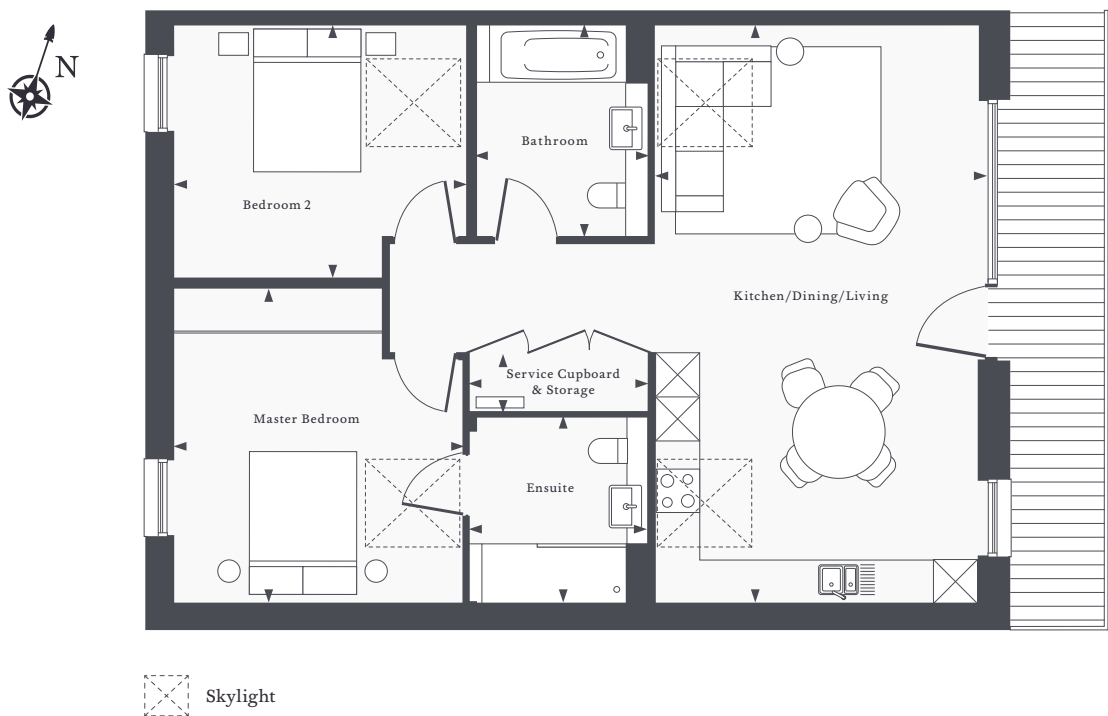 N
Bathroom
Bedroom 2
Kitchen/Dining/Living
Service Cupboard
& Storage
Master Bedroom
Ensuite
Skylight